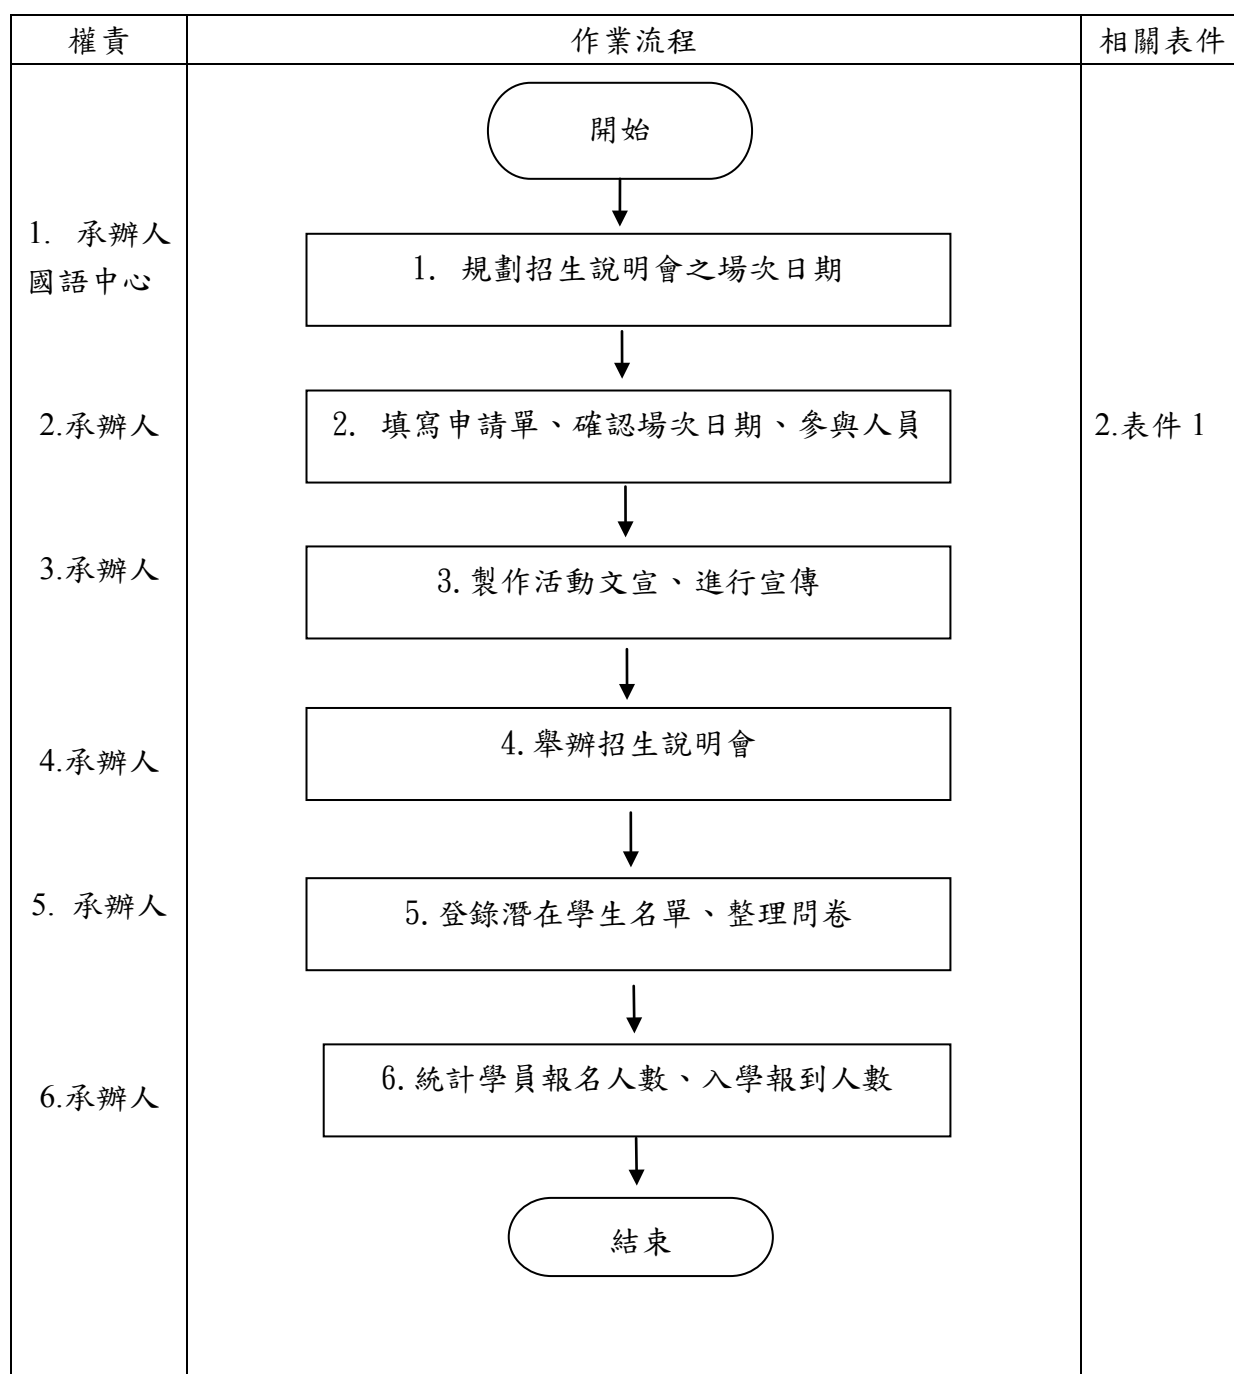 權責 作業流程 相關表件
開始
1. 承辦人
國語中心
1. 規劃招生說明會之場次日期
2.承辦人
2. 填寫申請單、確認場次日期、參與人員
2.表件 1
3.承辦人
3.製作活動文宣、進行宣傳
4.承辦人
4.舉辦招生說明會
5. 承辦人
5.登錄潛在學生名單、整理問卷
6.承辦人
6.統計學員報名人數、入學報到人數
結束